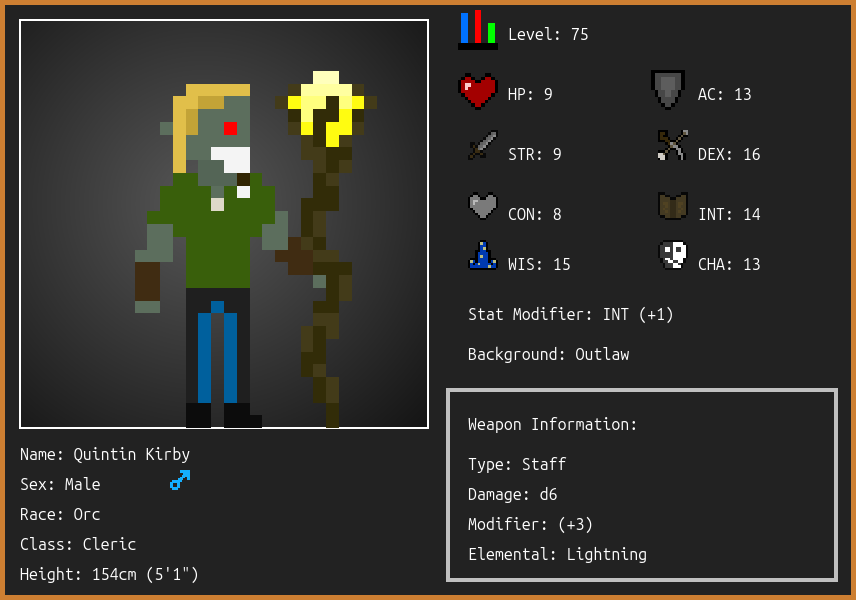 Level: 75
HP: 9
AC: 13
STR: 9
DEX: 16
CON: 8
INT: 14
WIS: 15
CHA: 13
Stat Modifier: INT (+1)
Background: Outlaw
Weapon Information:
Type: Staff
Damage: d6
Modifier: (+3)
Elemental: Lightning
Name: Quintin Kirby
Sex: Male
Race: Orc
Class: Cleric
Height: 154cm (5'1")